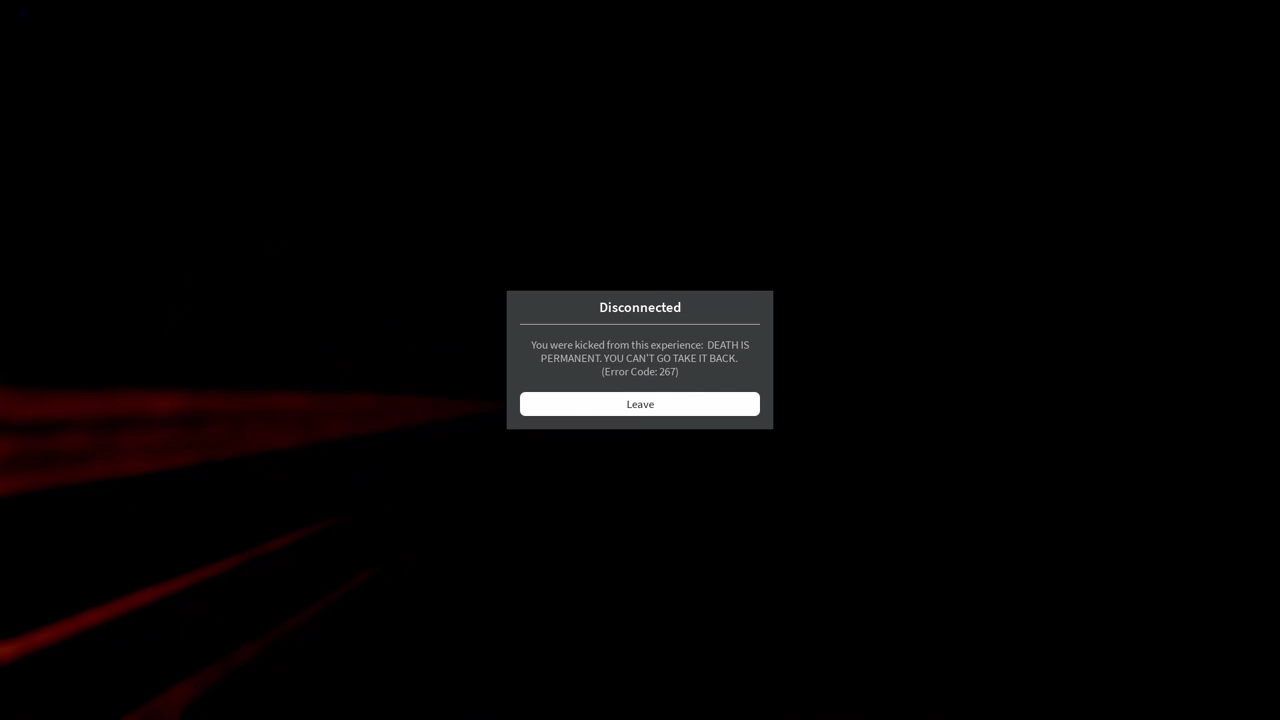 Disconnected
You were kicked from this experience:  DEATH IS
PERMANENT. YOU CAN'T GO TAKE IT BACK.
(Error Code: 267)
Leave